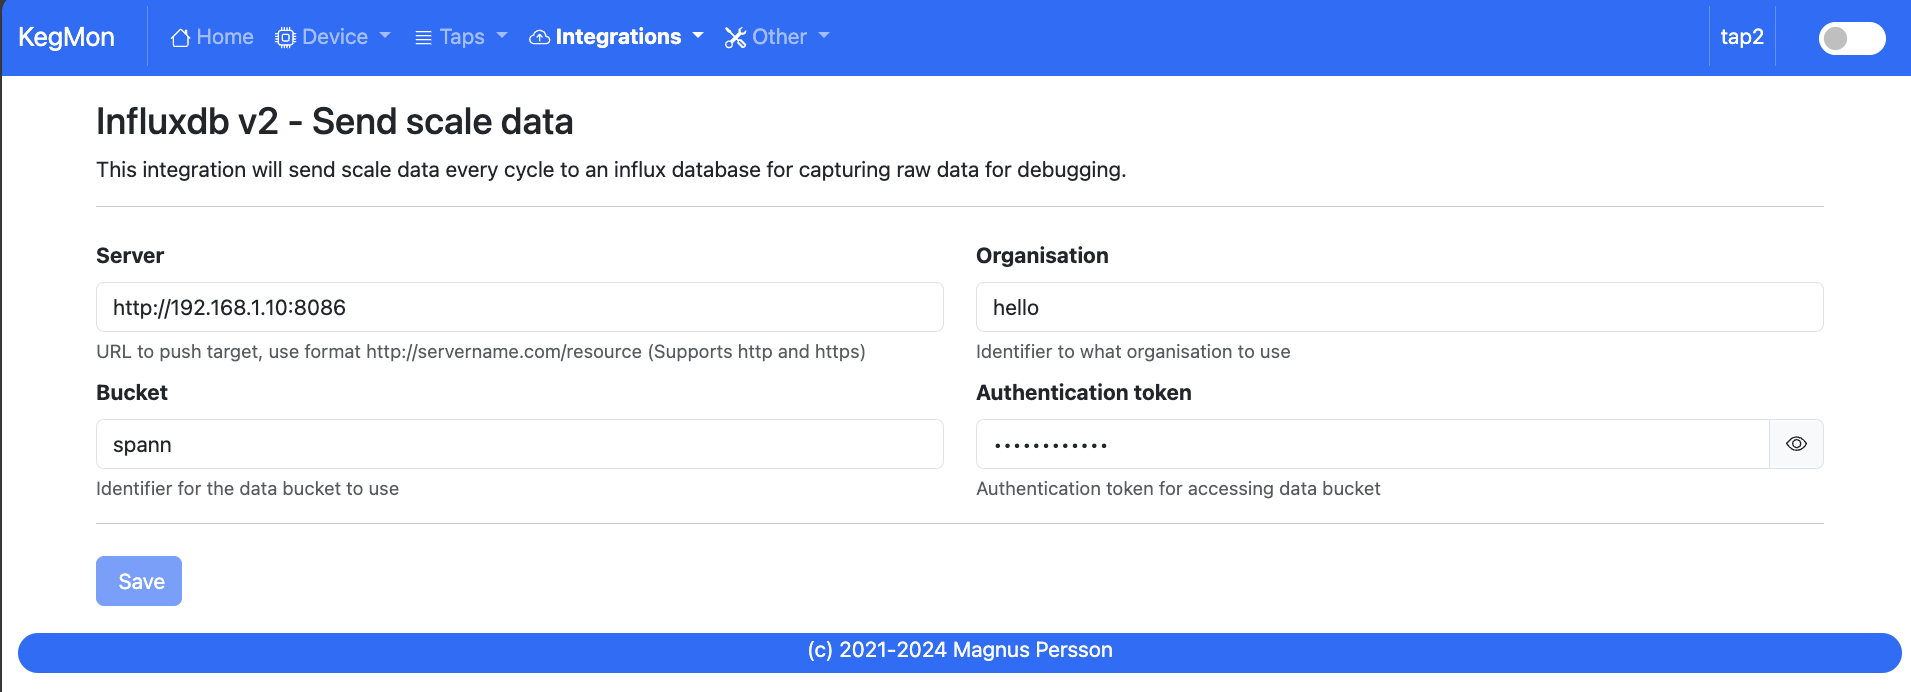 KegMon Home Device Taps Integrations Other tap2
Influxdb v2 - Send scale data
This integration will send scale data every cycle to an influx database for capturing raw data for debugging.
Server
http://192.168.1.10:8086
URL to push target, use format http://servername.com/resource (Supports http and https)
Organisation
hello
Identifier to what organisation to use
Bucket
spann
Identifier for the data bucket to use
Authentication token
••••••••••••
Authentication token for accessing data bucket
Save
(c) 2021-2024 Magnus Persson